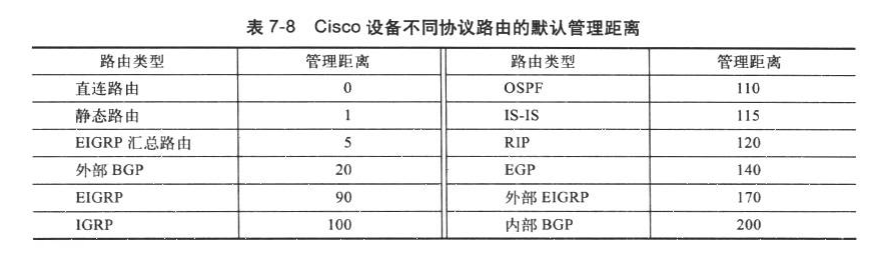 表 7-8 Cisco 设备不同协议路由的默认管理距离
路由类型 管理距离 路由类型 管理距离
直连路由 0 OSPF 110
静态路由 1 IS-IS 115
EIGRP 汇总路由 5 RIP 120
外部 BGP 20 EGP 140
EIGRP 90 外部 EIGRP 170
IGRP 100 内部 BGP 200